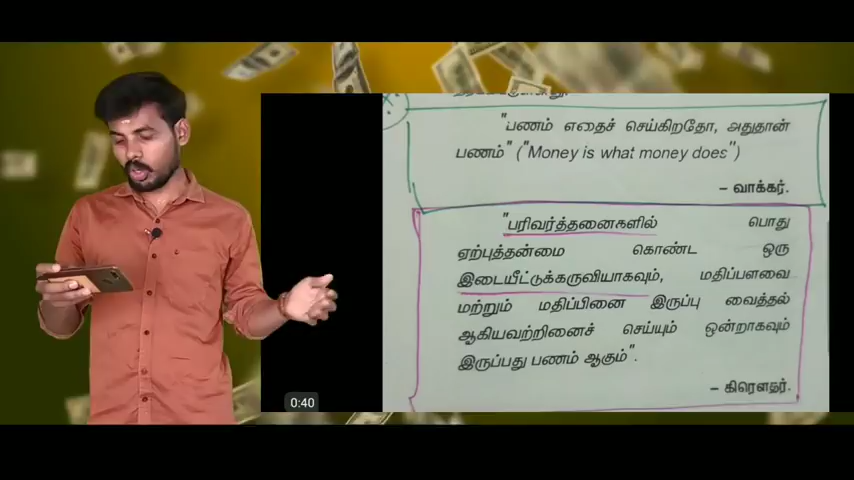 "பணம் எதைச் செய்கிறதோ, அதுதான்
பணம்" ("Money is what money does")
– வாக்கர்.
"பரிவர்த்தனைகளில் பொது
ஏற்புத்தன்மை கொண்ட ஒரு
இடையீட்டுக்கருவியாகவும், மதிப்பளவை
மற்றும் மதிப்பினை இருப்பு வைத்தல்
ஆகியவற்றினைச் செய்யும் ஒன்றாகவும்
இருப்பது பணம் ஆகும்".
– கிரௌதர்.
0:40